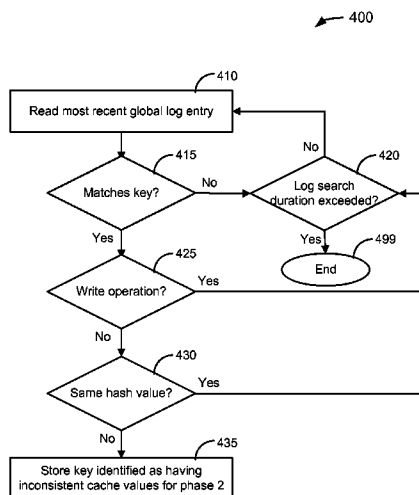 400
410
Read most recent global log entry
415
Matches key?
No
Yes
No
420
Log search
duration exceeded?
Yes
499
End
425
Write operation?
Yes
No
430
Same hash value?
Yes
No
435
Store key identified as having
inconsistent cache values for phase 2